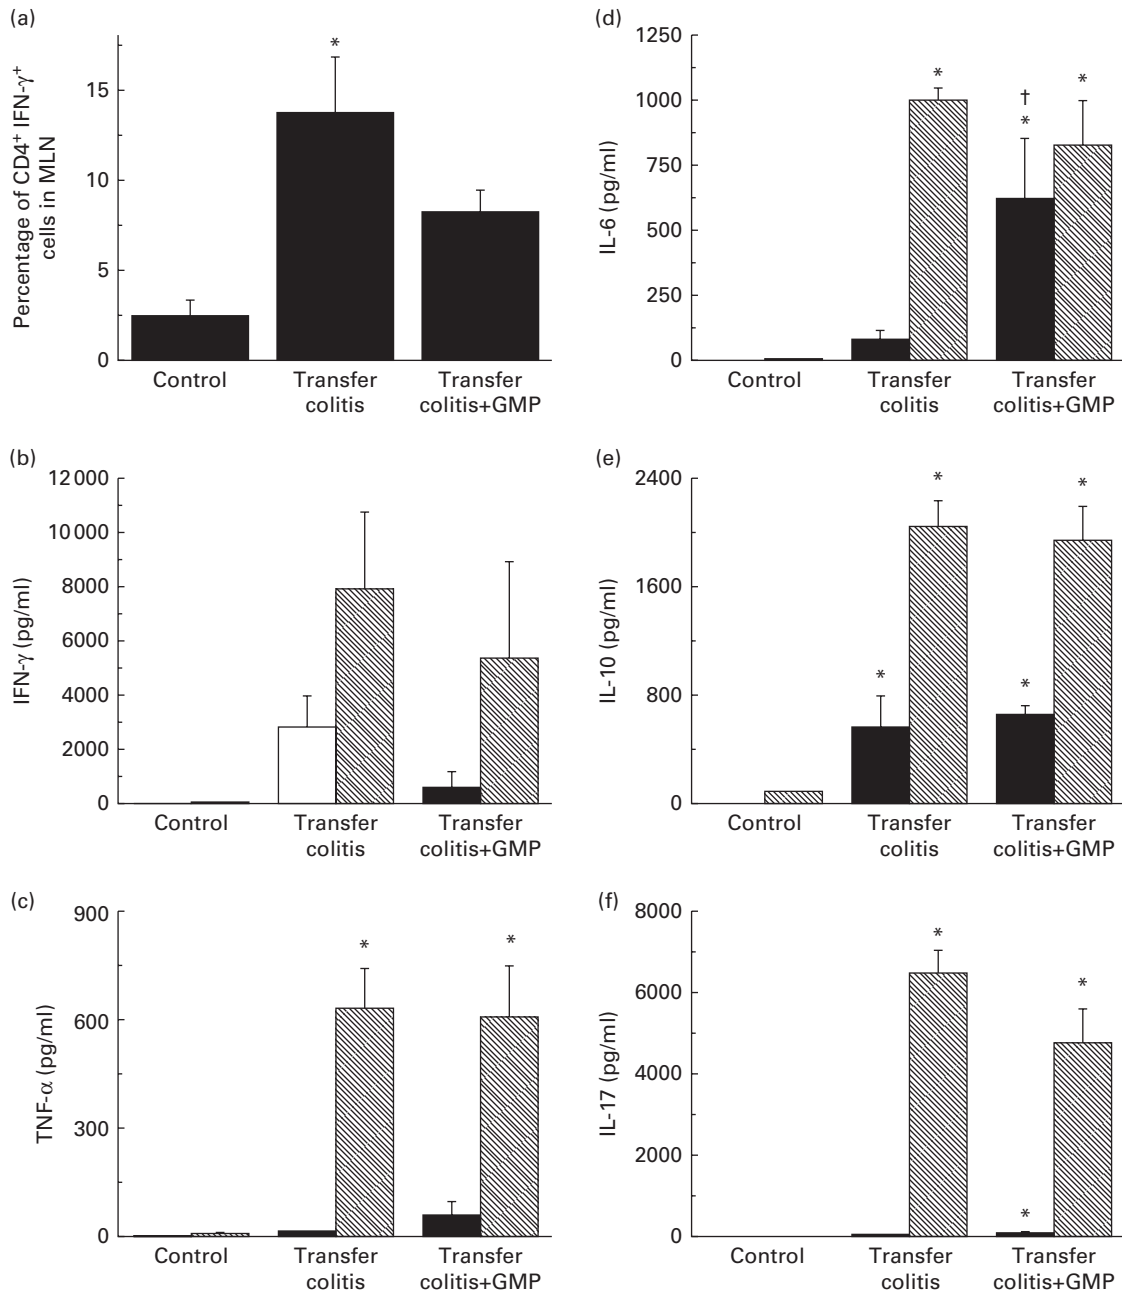 (a)
Percentage of CD4+ IFN-γ+
cells in MLN
15
10
5
0
*
Control
Transfer
colitis
Transfer
colitis+GMP
(b)
IFN-γ (pg/ml)
12 000
10 000
8000
6000
4000
2000
0
Control
Transfer
colitis
Transfer
colitis+GMP
(c)
TNF-α (pg/ml)
900
600
300
0
*
*
Control
Transfer
colitis
Transfer
colitis+GMP
(d)
IL-6 (pg/ml)
1250
1000
750
500
250
0
*
†
*
*
Control
Transfer
colitis
Transfer
colitis+GMP
(e)
IL-10 (pg/ml)
2400
1600
800
0
*
*
*
*
Control
Transfer
colitis
Transfer
colitis+GMP
(f)
IL-17 (pg/ml)
8000
6000
4000
2000
0
*
*
*
Control
Transfer
colitis
Transfer
colitis+GMP